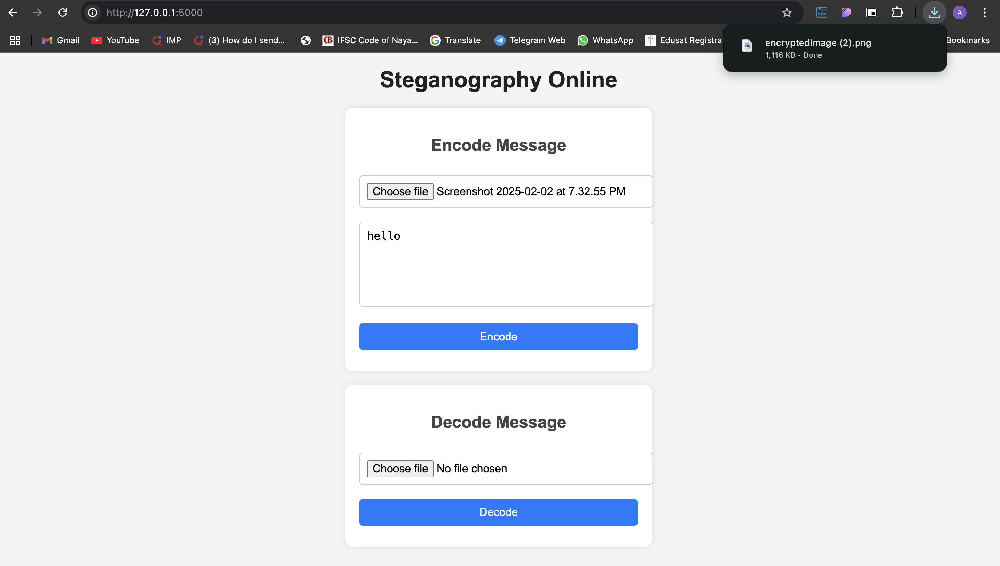 http://127.0.0.1:5000
A
Gmail
YouTube
IMP
(3) How do I send...
CB
IFSC Code of Naya...
Translate
Telegram Web
WhatsApp
Edusat Registrat
Bookmarks
encryptedImage (2).png
1,116 KB • Done
Steganography Online
Encode Message
Choose file Screenshot 2025-02-02 at 7.32.55 PM
hello
Encode
Decode Message
Choose file No file chosen
Decode